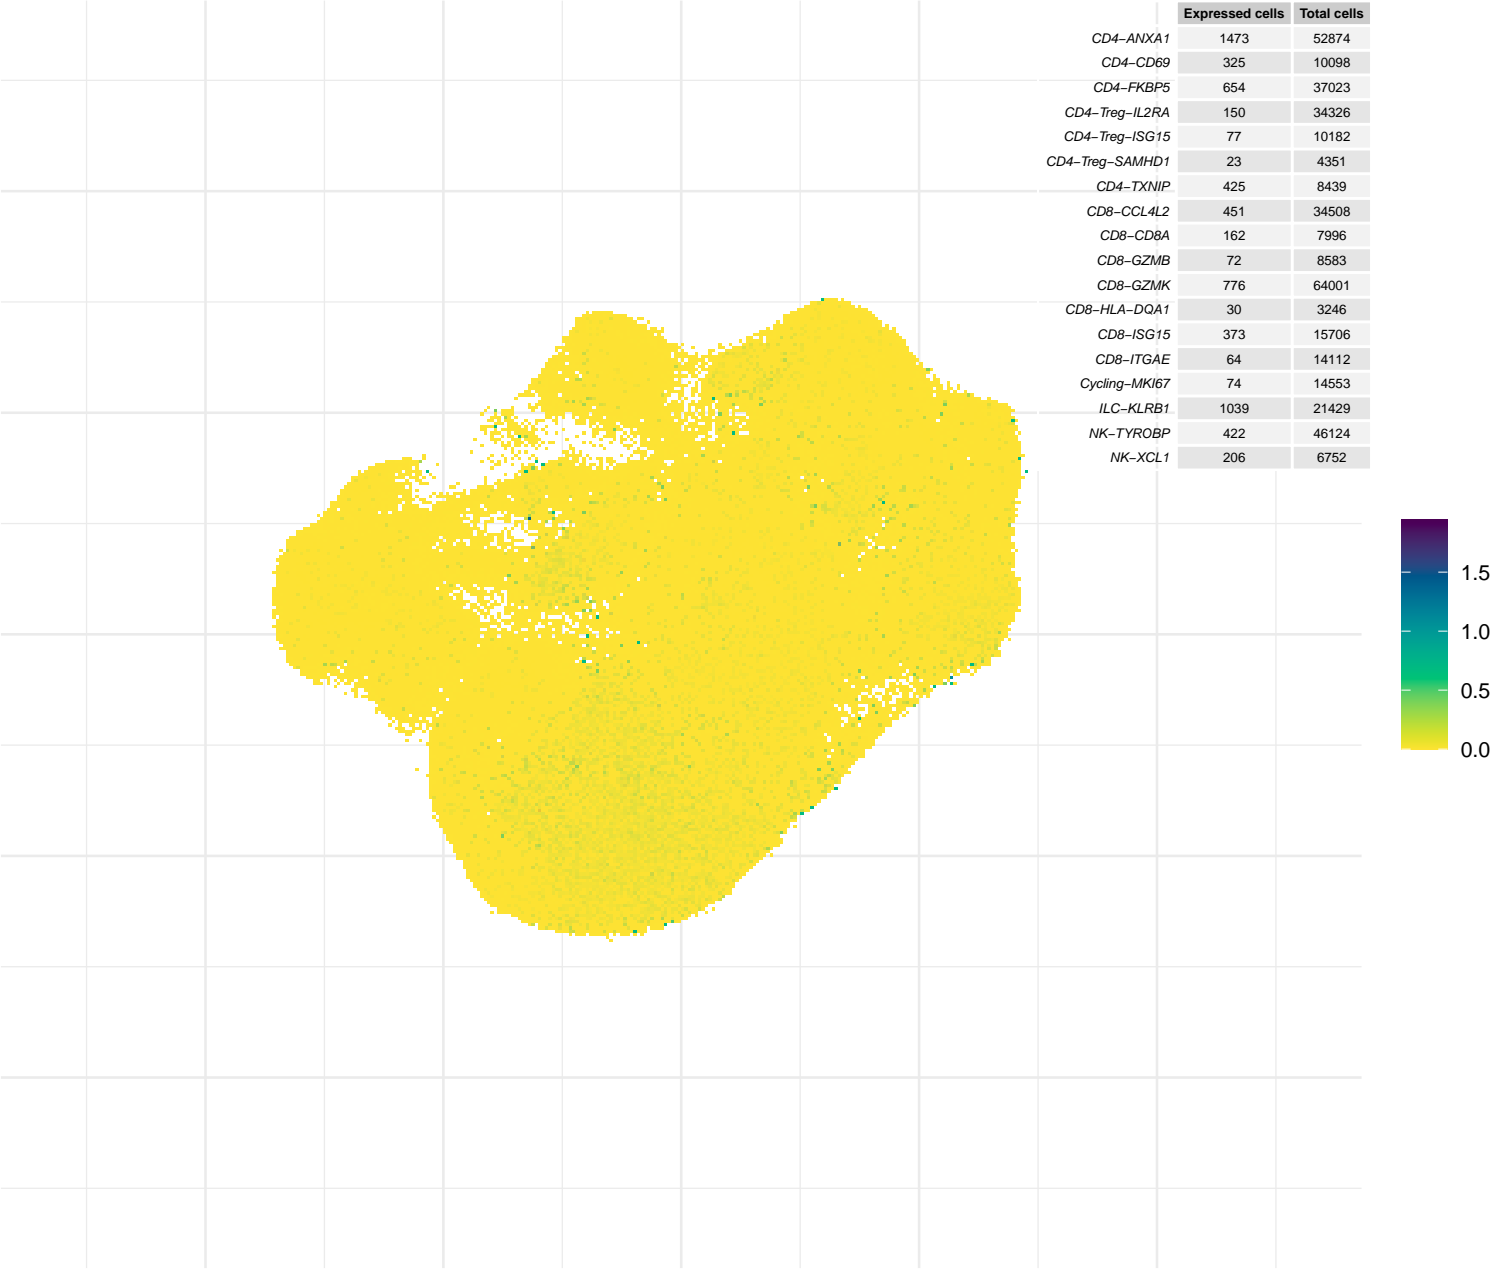 Expressed cells Total cells
CD4−ANXA1 1473 52874
CD4−CD69 325 10098
CD4−FKBP5 654 37023
CD4−Treg−IL2RA 150 34326
CD4−Treg−ISG15 77 10182
CD4−Treg−SAMHD1 23 4351
CD4−TXNIP 425 8439
CD8−CCL4L2 451 34508
CD8−CD8A 162 7996
CD8−GZMB 72 8583
CD8−GZMK 776 64001
CD8−HLA−DQA1 30 3246
CD8−ISG15 373 15706
CD8−ITGAE 64 14112
Cycling−MKI67 74 14553
ILC−KLRB1 1039 21429
NK−TYROBP 422 46124
NK−XCL1 206 6752
1.5
1.0
0.5
0.0